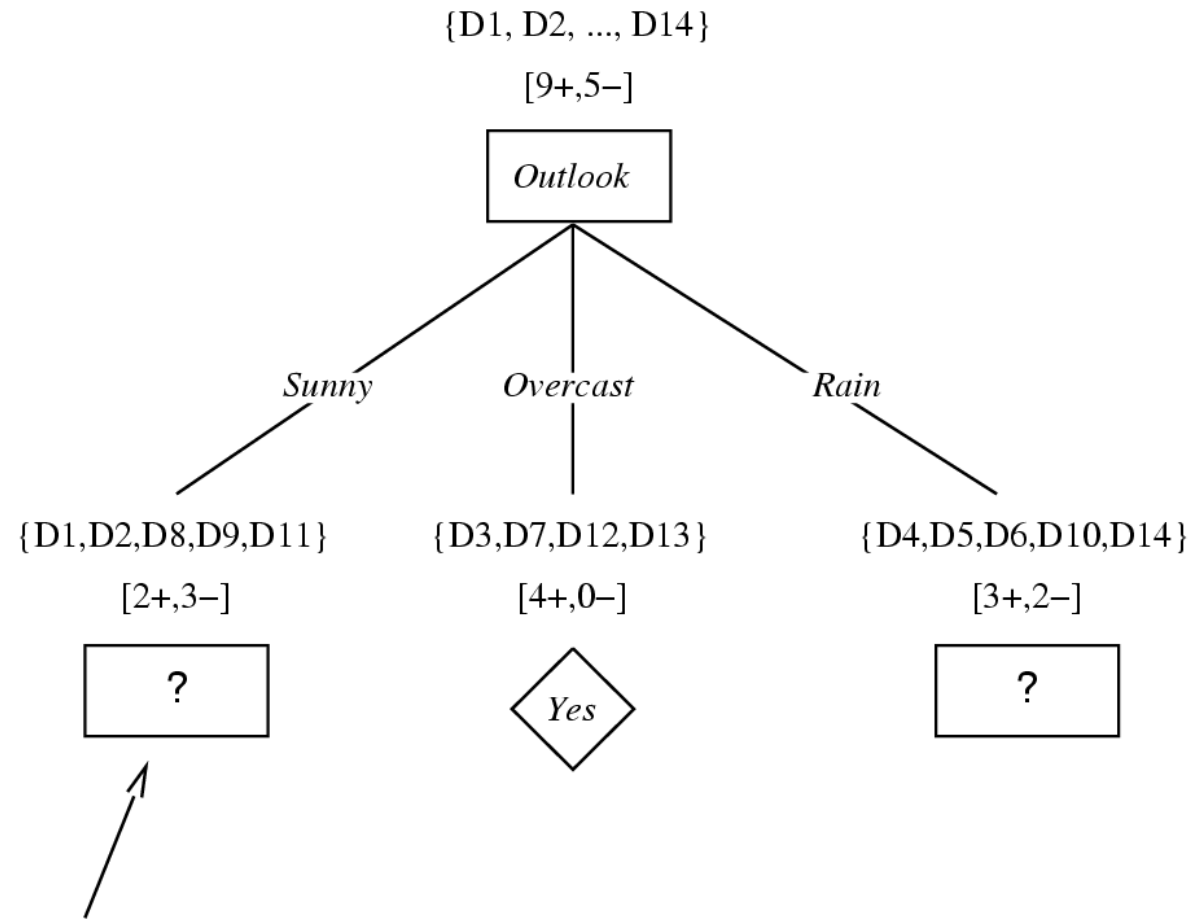 {D1, D2, ..., D14}
[9+,5−]
Outlook
Sunny Overcast Rain
{D1,D2,D8,D9,D11} {D3,D7,D12,D13} {D4,D5,D6,D10,D14}
[2+,3−] [4+,0−] [3+,2−]
? Yes ?